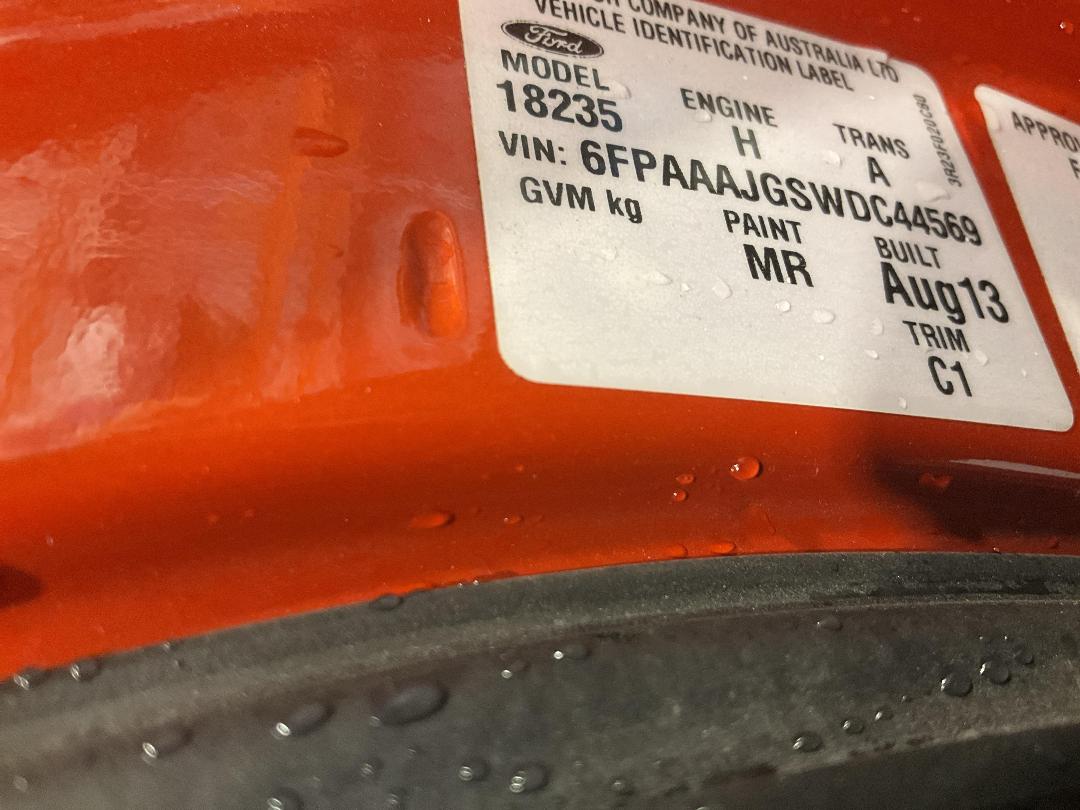 COMPANY OF AUSTRALIA LTD
VEHICLE IDENTIFICATION LABEL
Ford
MODEL ENGINE TRANS
18235 H A
VIN: 6FPAAAJGSWDC44569
GVM kg PAINT BUILT
MR Aug13
TRIM
C1
3R23F020C90